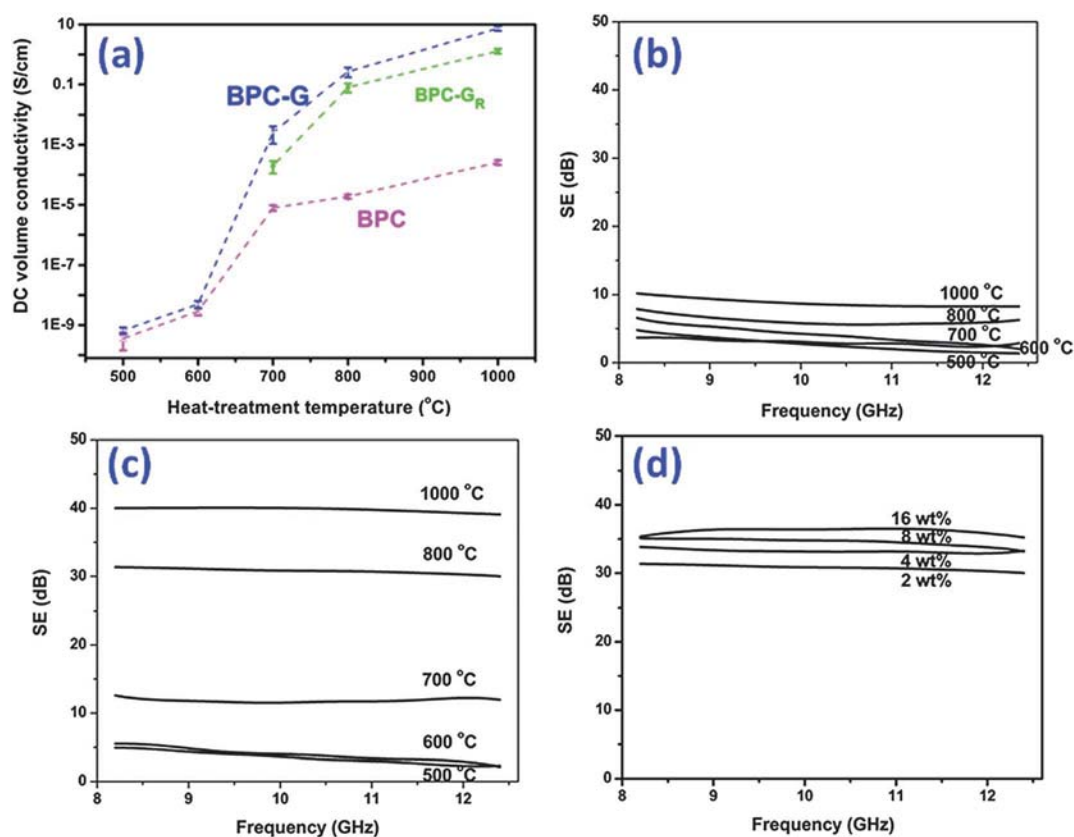 (a)
DC volume conductivity (S/cm)
10
0.1
1E-3
1E-5
1E-7
1E-9
BPC-G
BPC-GR
BPC
500 600 700 800 1000
Heat-treatment temperature (°C)
(b)
SE (dB)
50
40
30
20
10
0
1000 °C
800 °C
700 °C
600 °C
500 °C
8 9 10 11 12
Frequency (GHz)
(c)
SE (dB)
50
40
30
20
10
0
1000 °C
800 °C
700 °C
600 °C
500 °C
8 9 10 11 12
Frequency (GHz)
(d)
SE (dB)
50
40
30
20
10
0
16 wt%
8 wt%
4 wt%
2 wt%
8 9 10 11 12
Frequency (GHz)